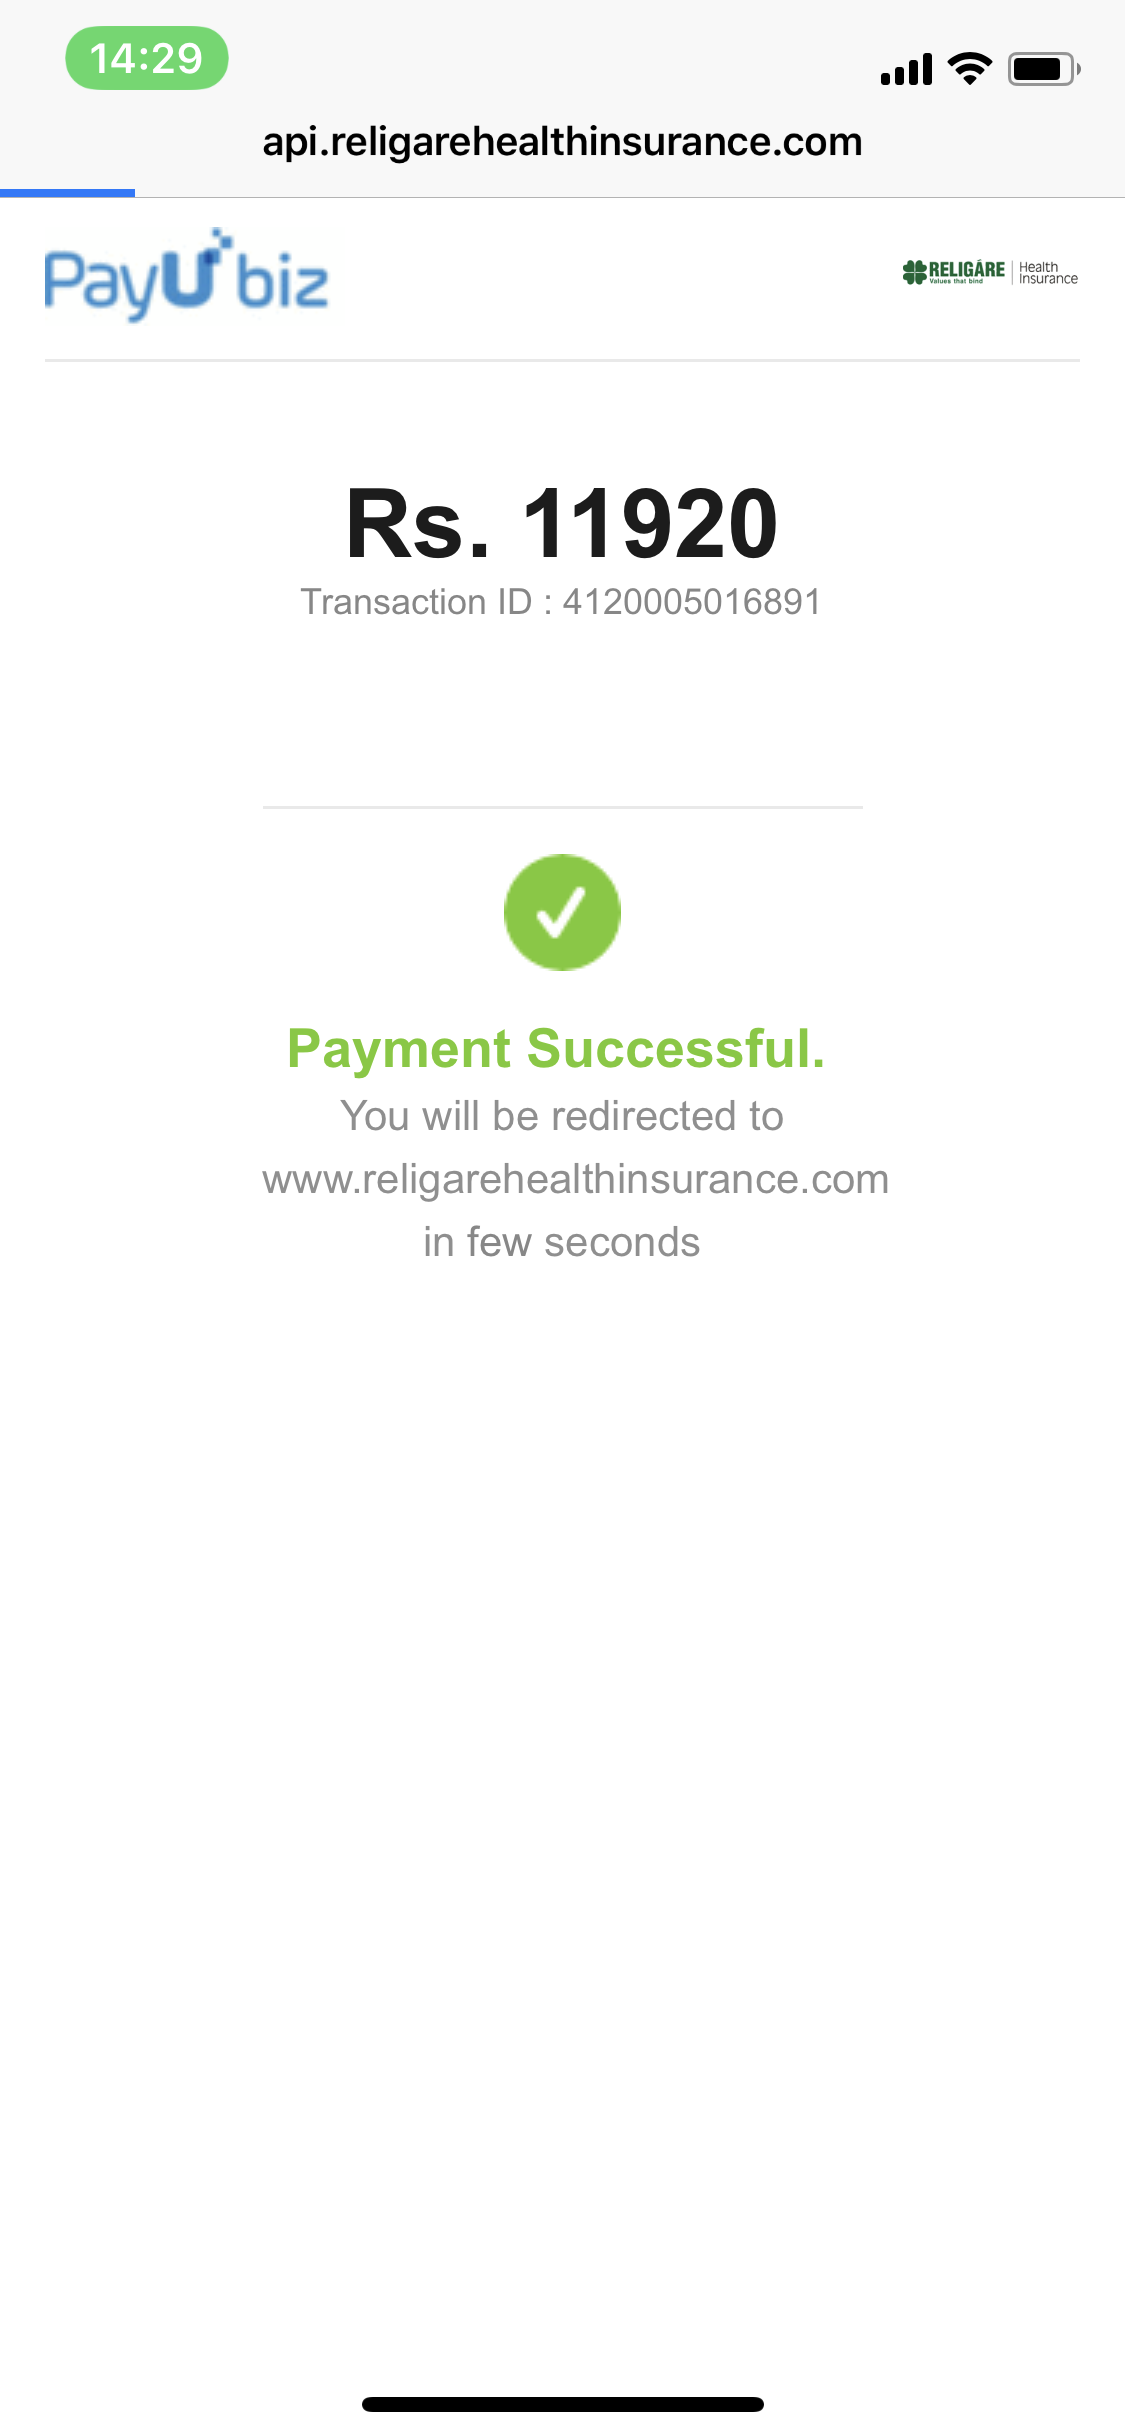 14:29
api.religarehealthinsurance.com
PayU biz
RELIGÁRE Health
Values that bind Insurance
Rs. 11920
Transaction ID : 4120005016891
Payment Successful.
You will be redirected to
www.religarehealthinsurance.com
in few seconds